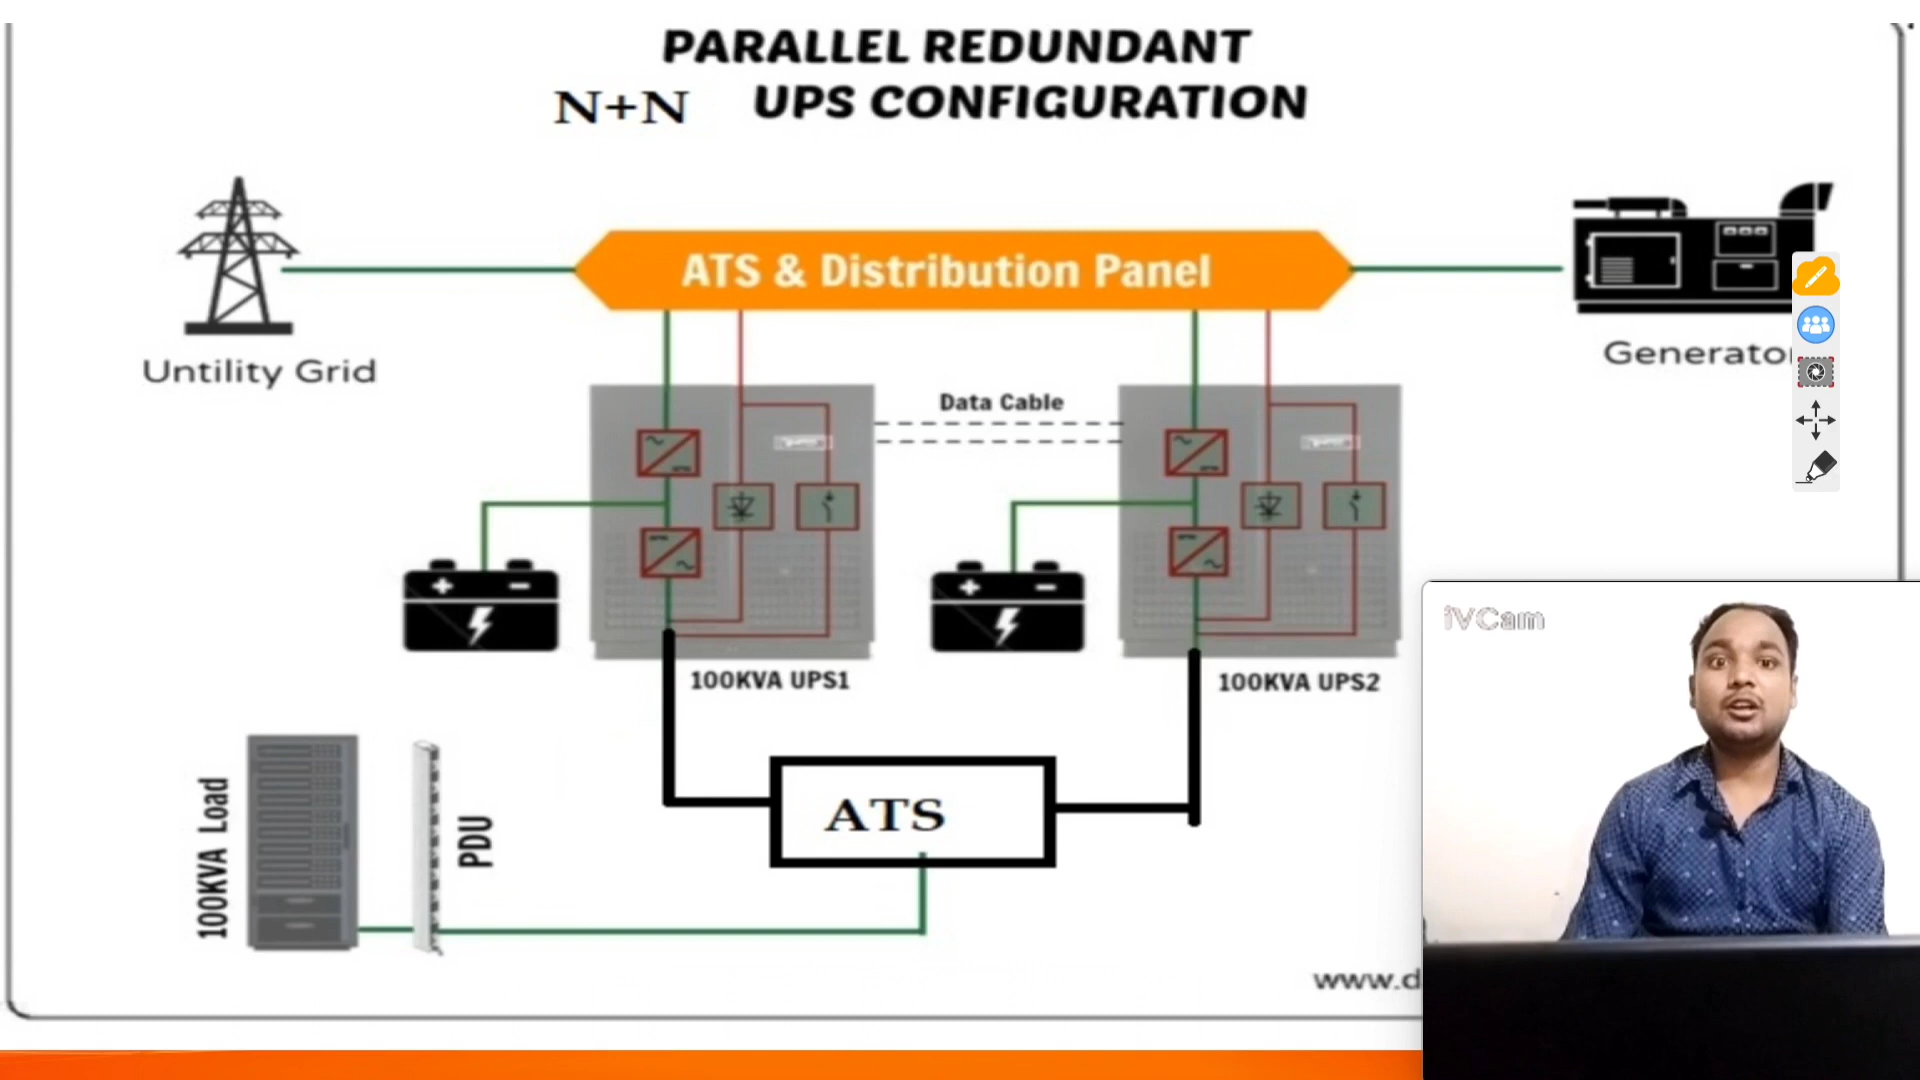 PARALLEL REDUNDANT
N+N UPS CONFIGURATION
ATS & Distribution Panel
Untility Grid
Generator
Data Cable
100KVA UPS1
100KVA UPS2
ATS
100KVA Load
PDU
www.d
iVCam